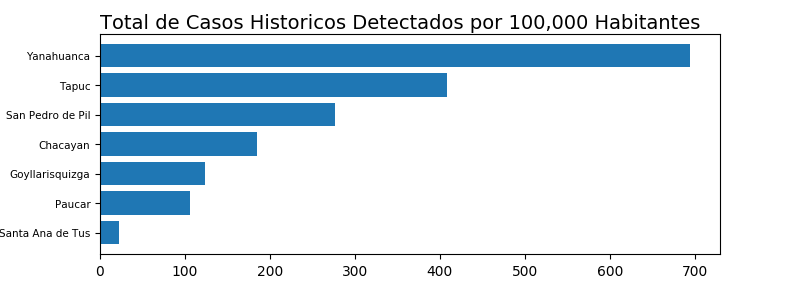 Total de Casos Historicos Detectados por 100,000 Habitantes
Yanahuanca
Tapuc
San Pedro de Pil
Chacayan
Goyllarisquizga
Paucar
Santa Ana de Tus
0 100 200 300 400 500 600 700